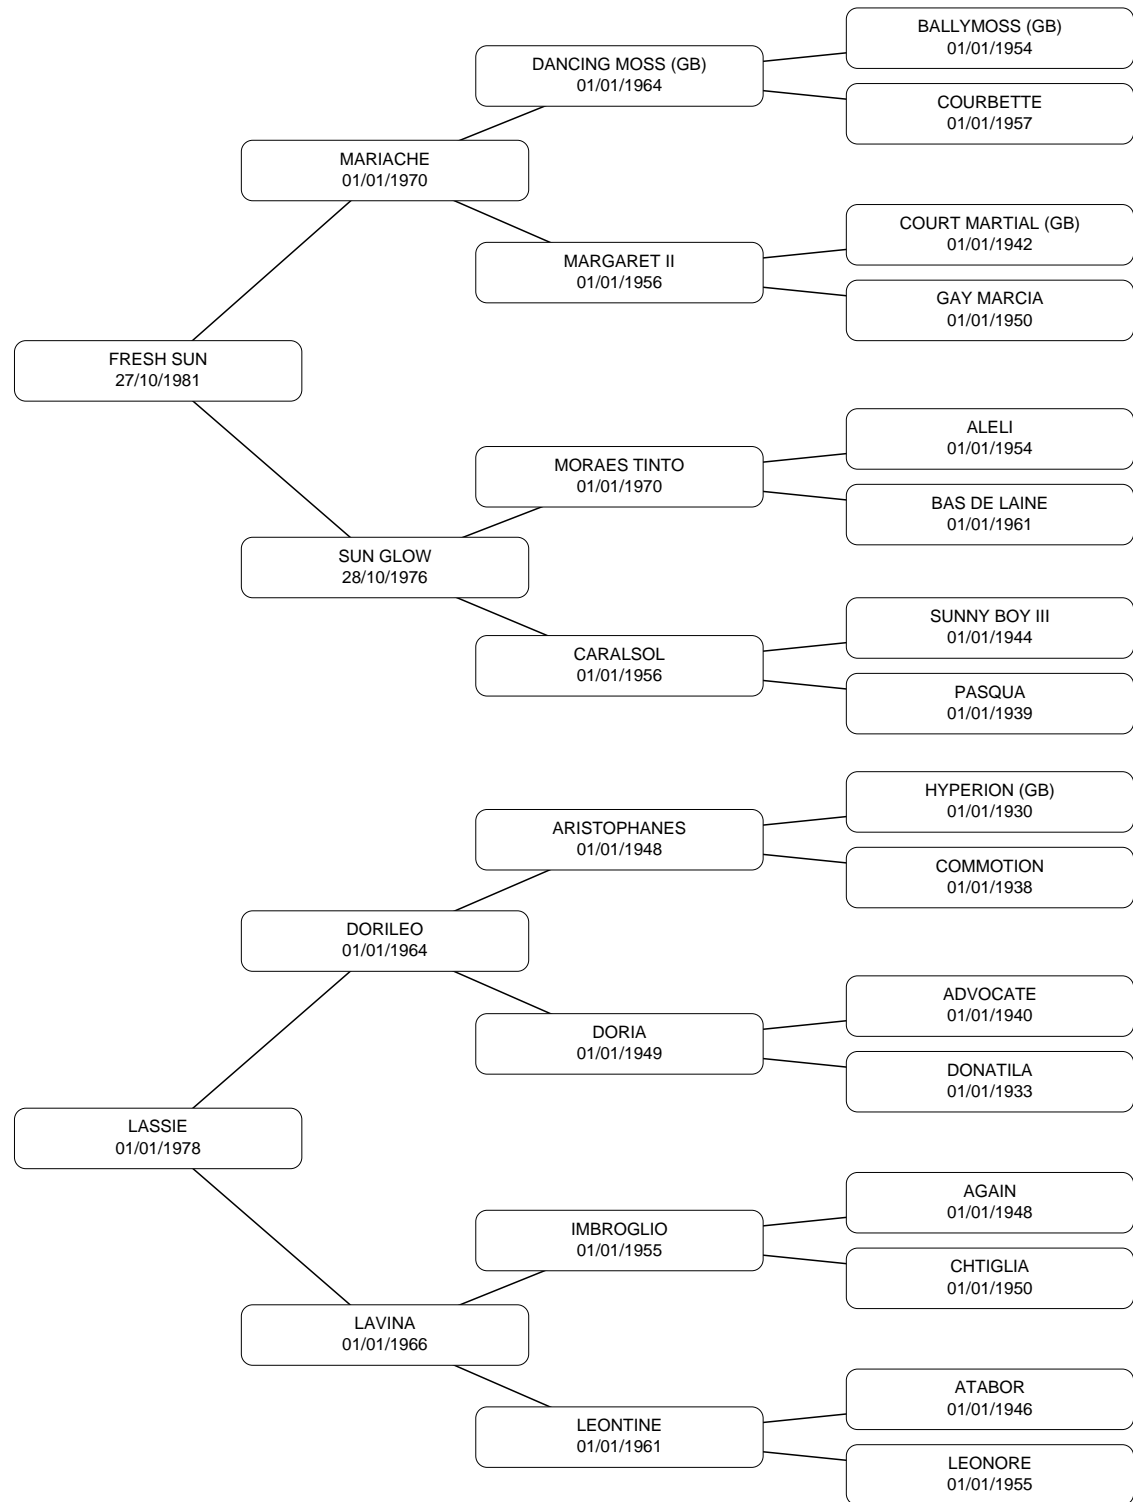 BALLYMOSS (GB)
01/01/1954
DANCING MOSS (GB)
01/01/1964
COURBETTE
01/01/1957
MARIACHE
01/01/1970
COURT MARTIAL (GB)
01/01/1942
MARGARET II
01/01/1956
GAY MARCIA
01/01/1950
FRESH SUN
27/10/1981
ALELI
01/01/1954
MORAES TINTO
01/01/1970
BAS DE LAINE
01/01/1961
SUN GLOW
28/10/1976
SUNNY BOY III
01/01/1944
CARALSOL
01/01/1956
PASQUA
01/01/1939
HYPERION (GB)
01/01/1930
ARISTOPHANES
01/01/1948
COMMOTION
01/01/1938
DORILEO
01/01/1964
ADVOCATE
01/01/1940
DORIA
01/01/1949
DONATILA
01/01/1933
LASSIE
01/01/1978
AGAIN
01/01/1948
IMBROGLIO
01/01/1955
CHTIGLIA
01/01/1950
LAVINA
01/01/1966
ATABOR
01/01/1946
LEONTINE
01/01/1961
LEONORE
01/01/1955